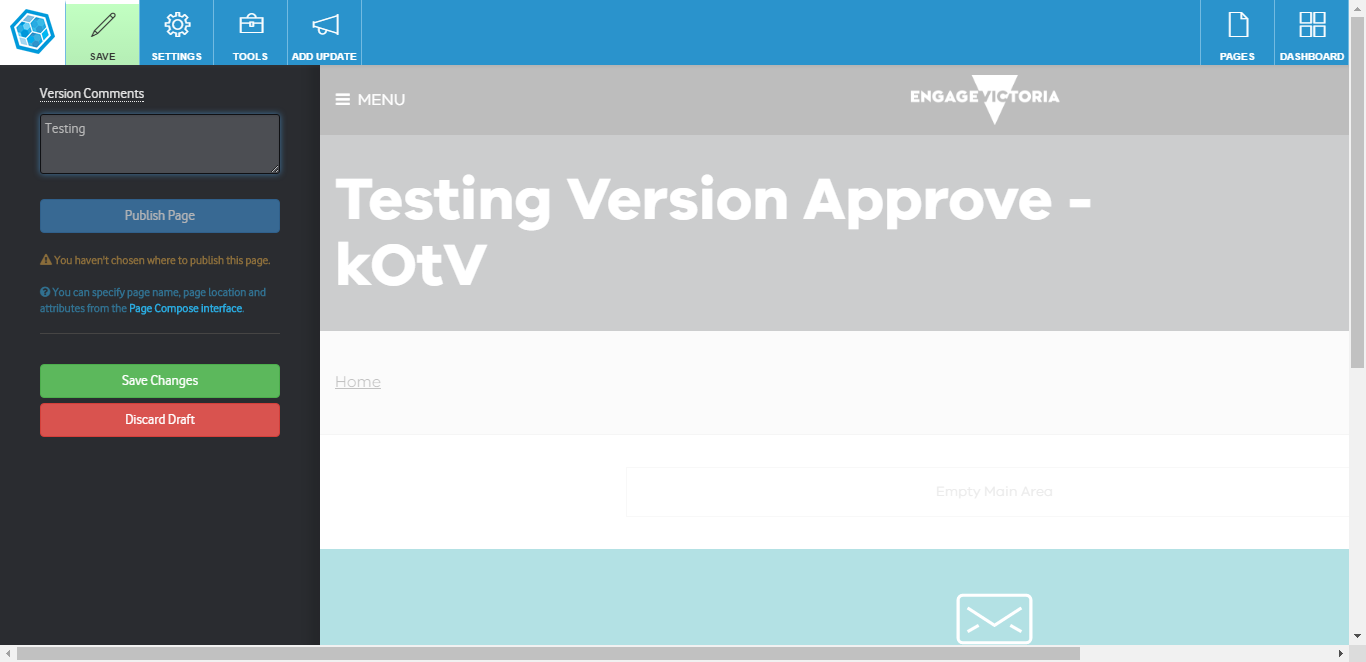 SAVE
SETTINGS
TOOLS
ADD UPDATE
PAGES
DASHBOARD
Version Comments
Testing
Publish Page
You haven't chosen where to publish this page.
You can specify page name, page location and
attributes from the Page Compose interface.
Save Changes
Discard Draft
MENU
ENGAGEVICTORIA
Testing Version Approve -
kOtV
Home
Empty Main Area